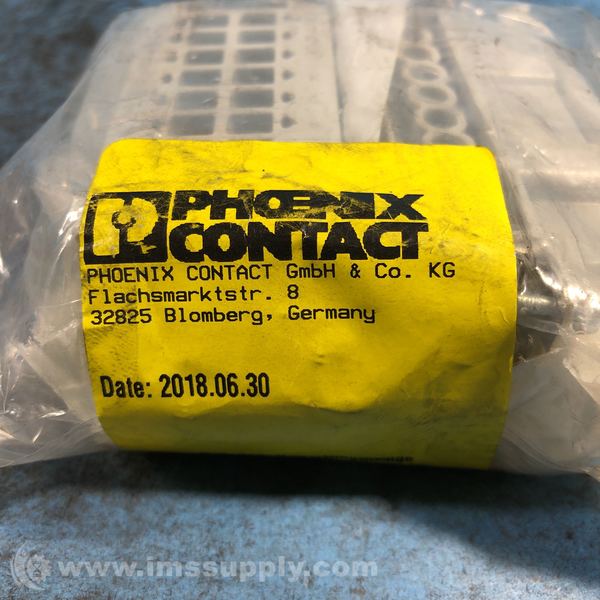 PHOENIX
CONTACT
PHOENIX CONTACT GmbH & Co. KG
Flachsmarktstr. 8
32825 Blomberg, Germany
Date: 2018.06.30
www.imssupply.com